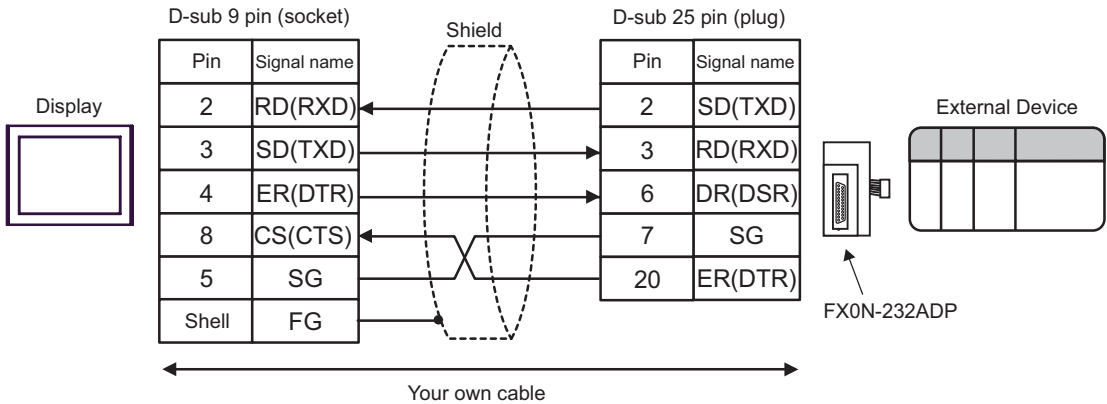 D-sub 9 pin (socket)
Shield
D-sub 25 pin (plug)
Pin Signal name
Pin Signal name
Display
2 RD(RXD)
2 SD(TXD)
External Device
3 SD(TXD)
3 RD(RXD)
4 ER(DTR)
6 DR(DSR)
8 CS(CTS)
7 SG
5 SG
20 ER(DTR)
Shell FG
FX0N-232ADP
Your own cable